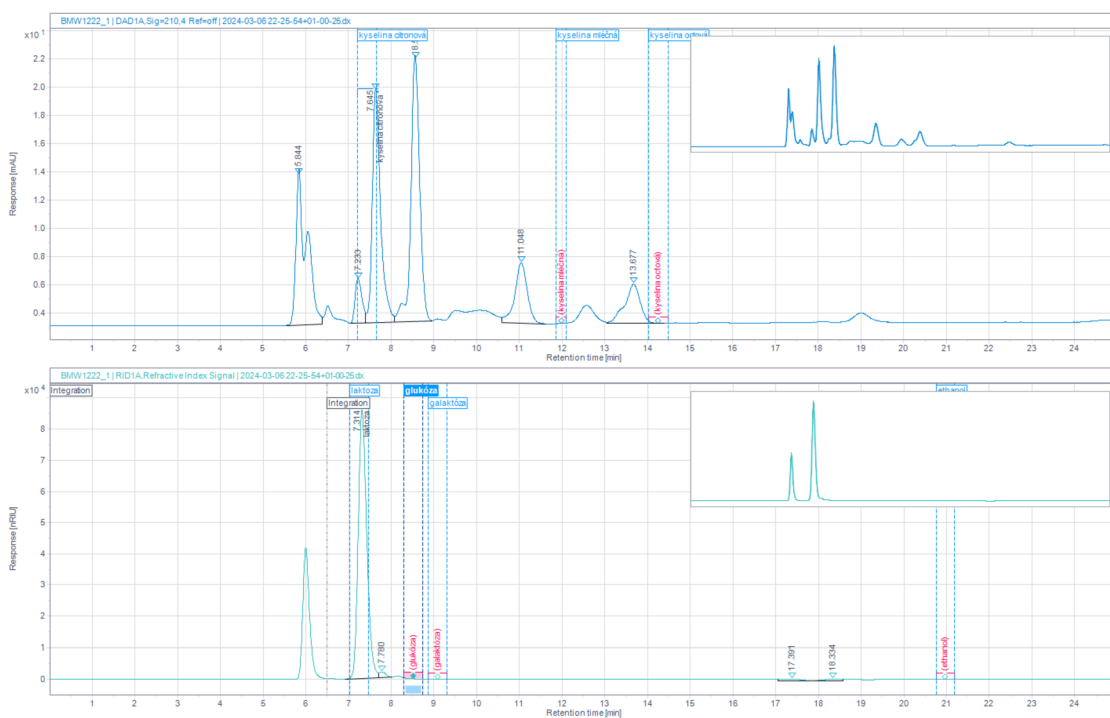 BMW1222_1 | DAD1A,Sig=210,4 Ref=off | 2024-03-06 22-25-54+01-00-25.dx
x10¹
kyselina citronová
kyselina mléčná
kyselina octová
2.2
2.0
1.8
1.6
1.4
1.2
1.0
0.8
0.6
0.4
Response [mAU]
5.844
7.233
7.645
kyselina citronová
11.048
(kyselina mléčná)
13.677
(kyselina octová)
1 2 3 4 5 6 7 8 9 10 11 12 13 14 15 16 17 18 19 20 21 22 23 24
Retention time [min]
BMW1222_1 | RID1A,Refractive Index Signal | 2024-03-06 22-25-54+01-00-25.dx
x10⁴
Integration
laktóza
glukóza
ethanol
Integration
galaktóza
8
7
6
5
4
3
2
1
0
Response [nRIU]
7.314
laktóza
7.780
(glukóza)
(galaktóza)
17.391
18.334
(ethanol)
1 2 3 4 5 6 7 8 9 10 11 12 13 14 15 16 17 18 19 20 21 22 23 24
Retention time [min]